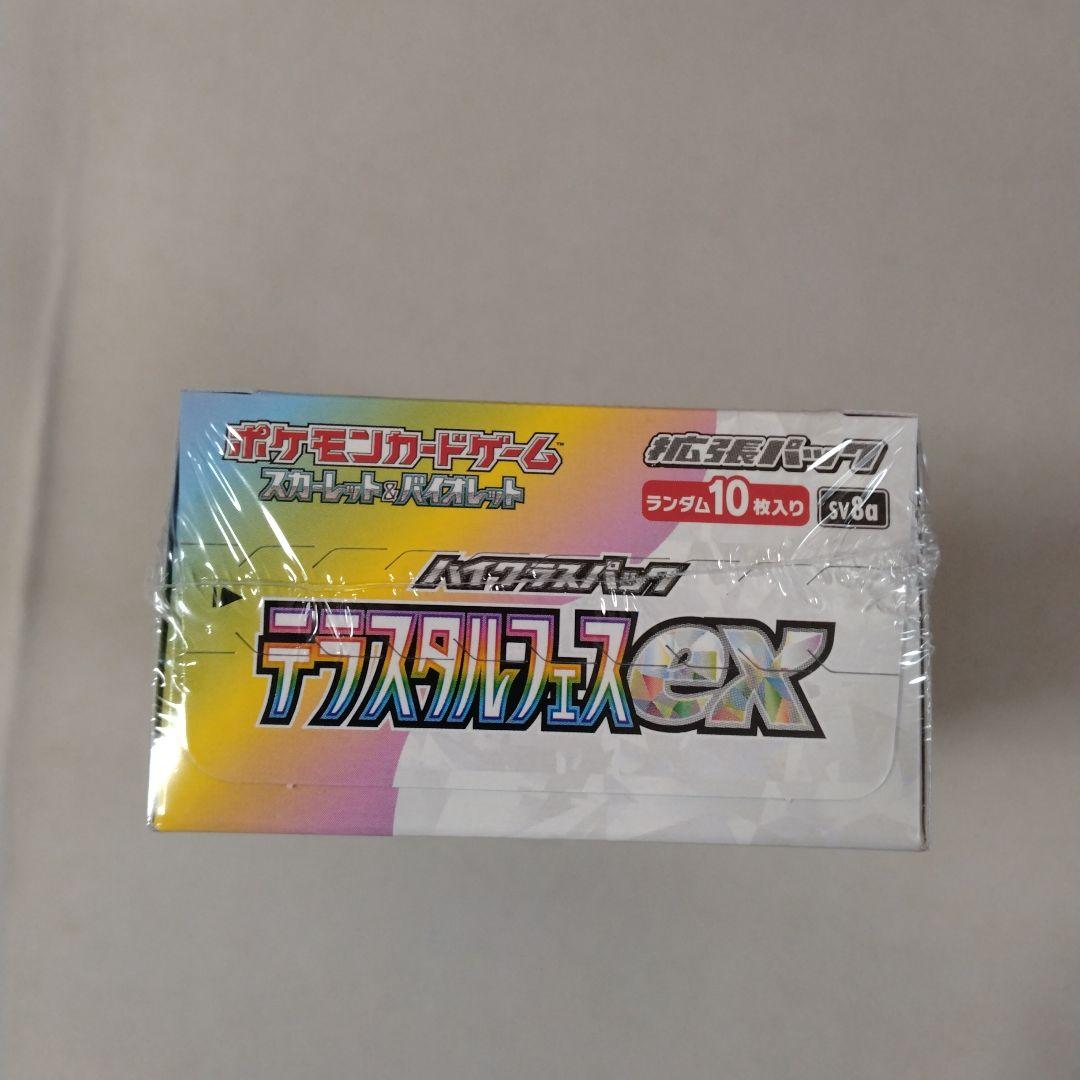 ポケモンカードゲーム™
スカーレット&バイオレット
拡張パック
ランダム10枚入り
sv8a
ハイクラスパック
テラスタルフェスex